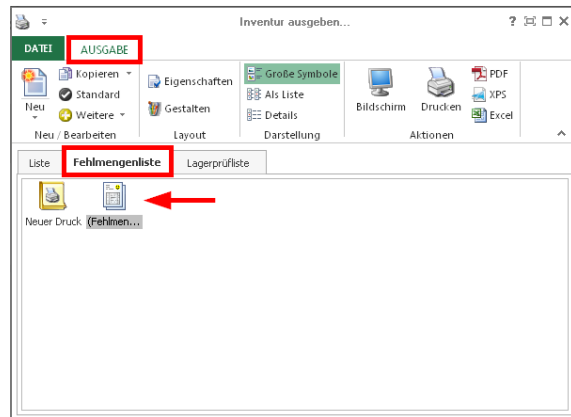 Inventur ausgeben...
DATEI AUSGABE
Neu
Kopieren
Standard
Weitere
Neu / Bearbeiten
Eigenschaften
Gestalten
Layout
Große Symbole
Als Liste
Details
Darstellung
Bildschirm
Drucken
PDF
XPS
Excel
Aktionen
Liste Fehlmengenliste Lagerprüfliste
Neuer Druck (Fehlmen...